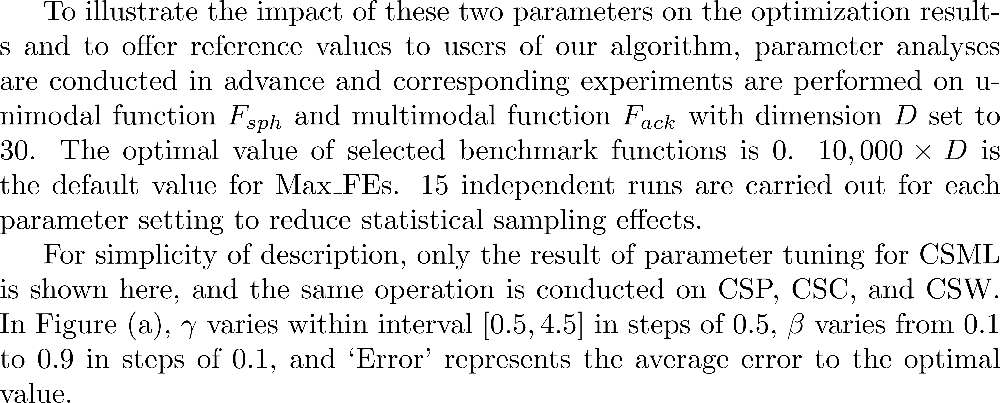 To illustrate the impact of these two parameters on the optimization result-
s and to offer reference values to users of our algorithm, parameter analyses
are conducted in advance and corresponding experiments are performed on u-
nimodal function $F_{sph}$ and multimodal function $F_{ack}$ with dimension $D$ set to
30. The optimal value of selected benchmark functions is 0. $10,000 \times D$ is
the default value for Max_FEs. 15 independent runs are carried out for each
parameter setting to reduce statistical sampling effects.
For simplicity of description, only the result of parameter tuning for CSML
is shown here, and the same operation is conducted on CSP, CSC, and CSW.
In Figure (a), $\gamma$ varies within interval $[0.5, 4.5]$ in steps of 0.5, $\beta$ varies from 0.1
to 0.9 in steps of 0.1, and ‘Error’ represents the average error to the optimal
value.